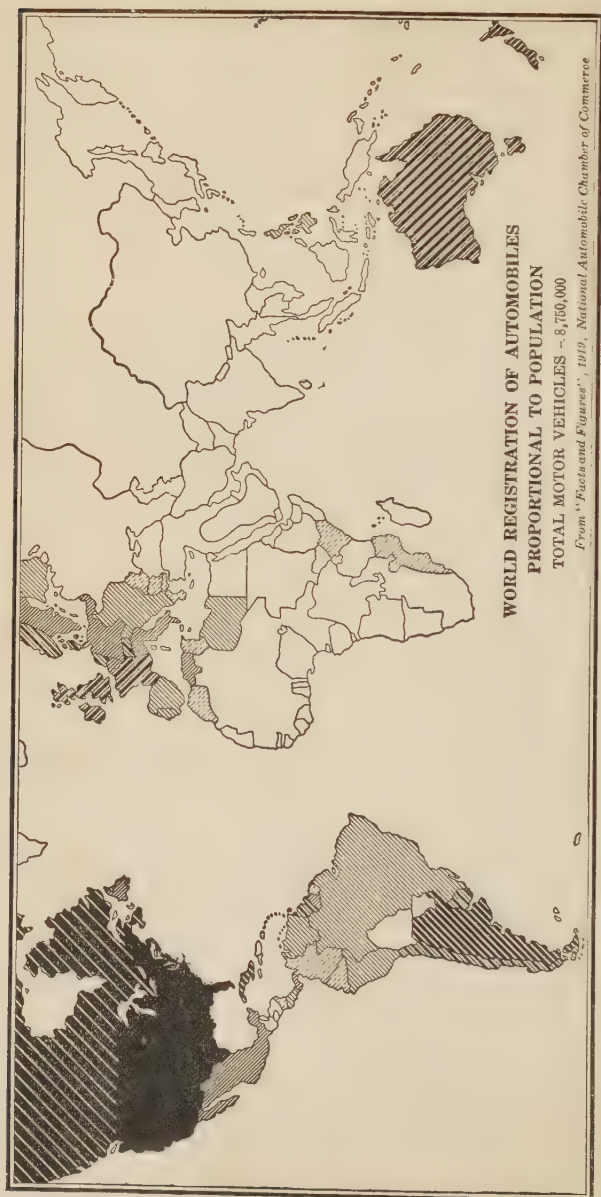 WORLD REGISTRATION OF AUTOMOBILES
PROPORTIONAL TO POPULATION
TOTAL MOTOR VEHICLES – 8,750,000
From "Facts and Figures", 1919, National Automobile Chamber of Commerce